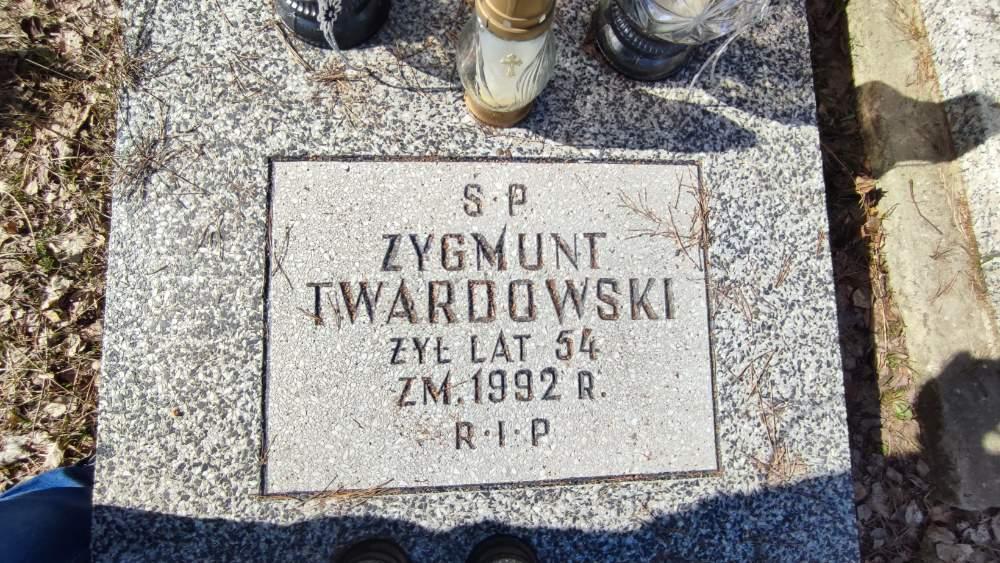 Ś·P
ZYGMUNT
TWARDOWSKI
ŻYŁ LAT 54
ZM. 1992 R.
R·I·P